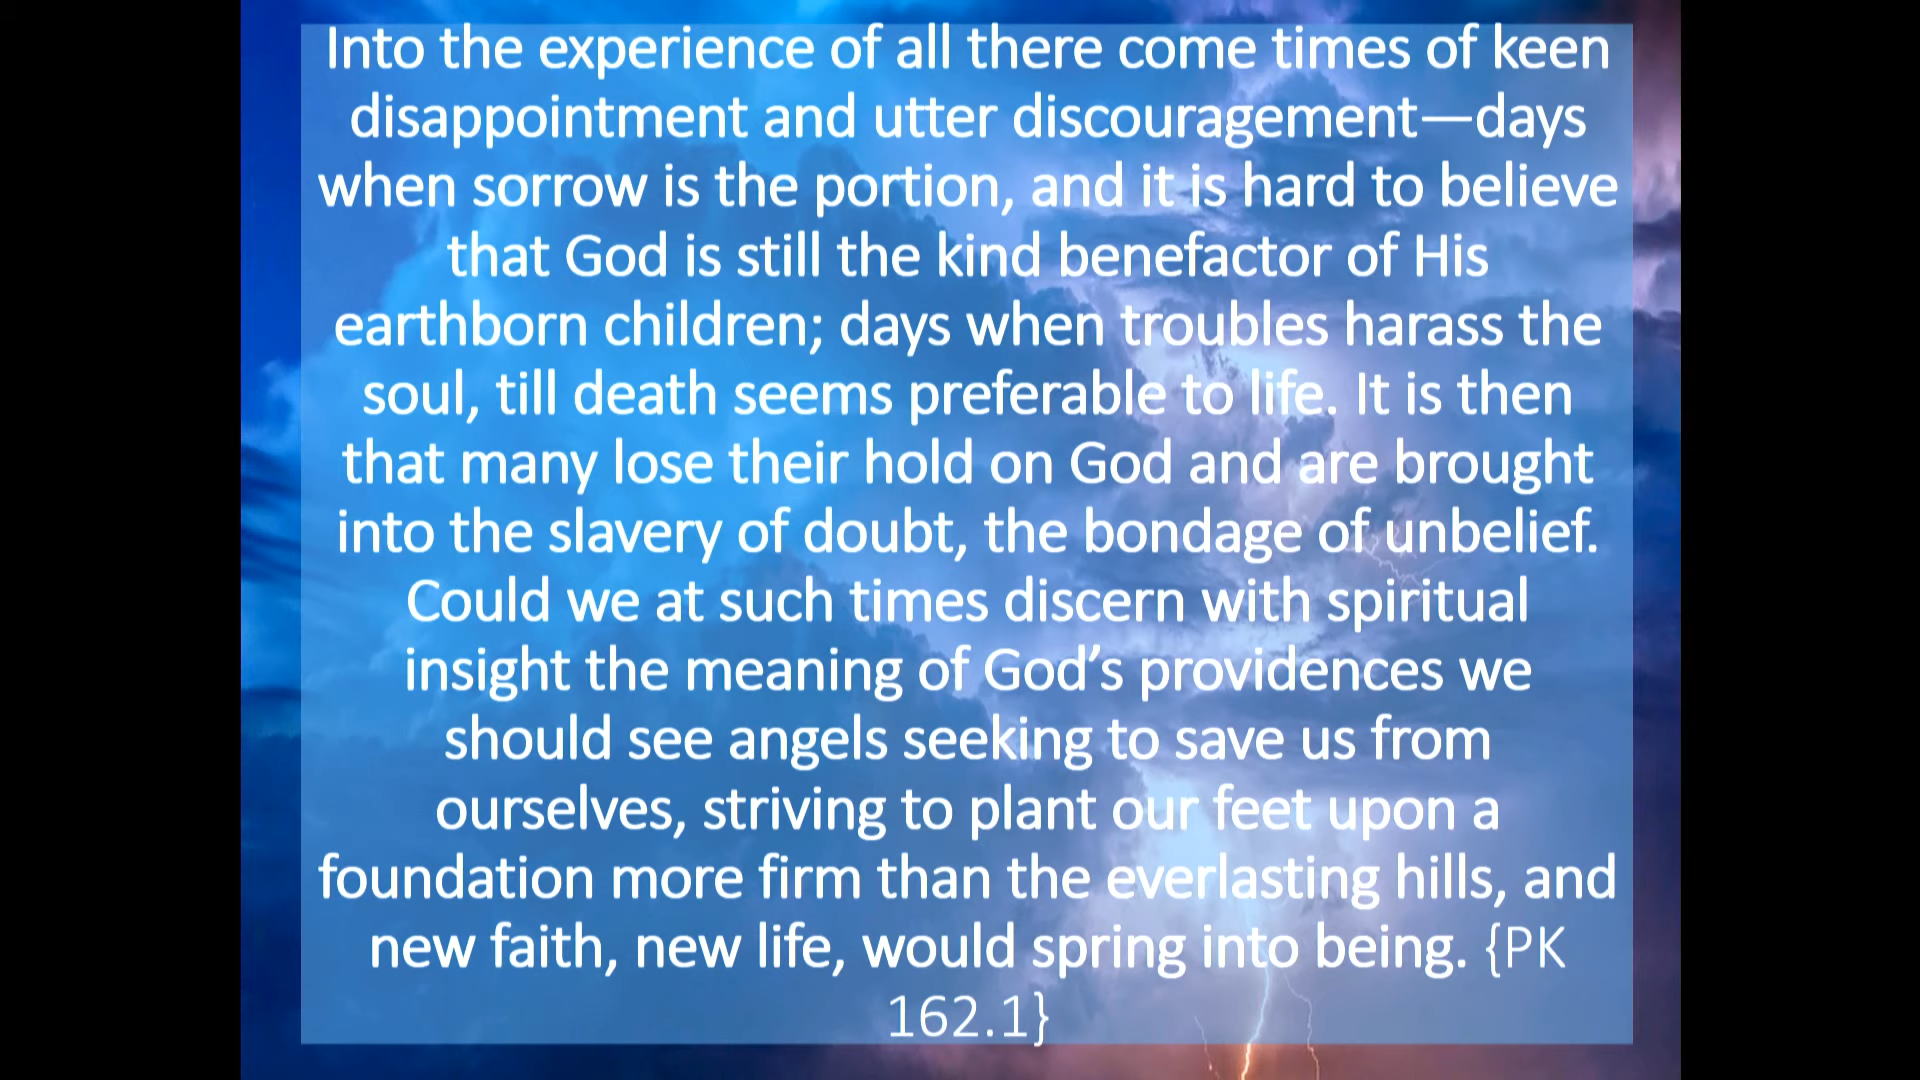 Into the experience of all there come times of keen
disappointment and utter discouragement—days
when sorrow is the portion, and it is hard to believe
that God is still the kind benefactor of His
earthborn children; days when troubles harass the
soul, till death seems preferable to life. It is then
that many lose their hold on God and are brought
into the slavery of doubt, the bondage of unbelief.
Could we at such times discern with spiritual
insight the meaning of God’s providences we
should see angels seeking to save us from
ourselves, striving to plant our feet upon a
foundation more firm than the everlasting hills, and
new faith, new life, would spring into being. {PK
162.1}